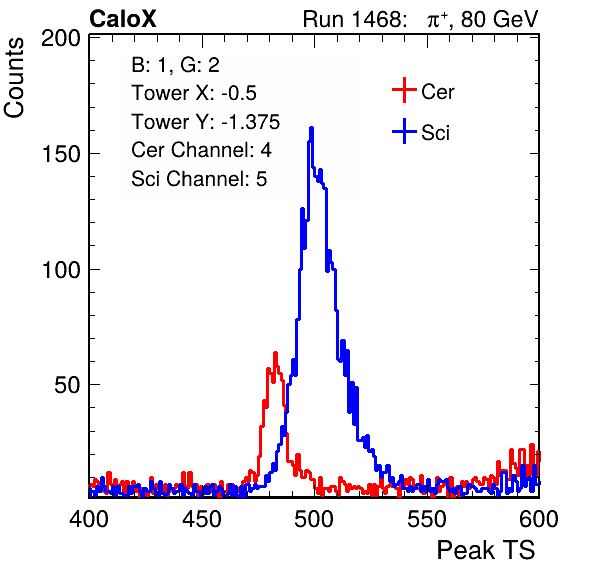 CaloX Run 1468: π⁺, 80 GeV
Counts
B: 1, G: 2
Tower X: -0.5
Tower Y: -1.375
Cer Channel: 4
Sci Channel: 5
Cer
Sci
200
150
100
50
400 450 500 550 600
Peak TS